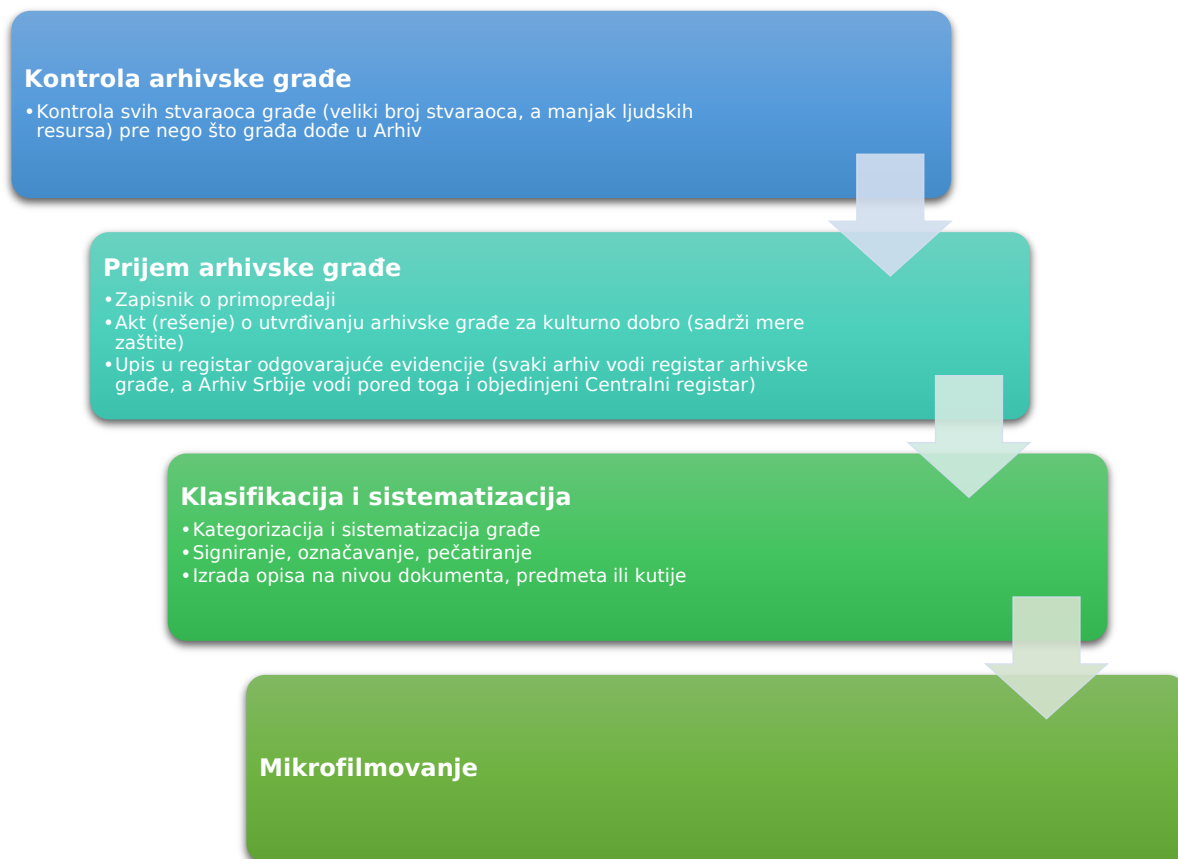 Kontrola arhivske građe
•Kontrola svih stvaraoca građe (veliki broj stvaraoca, a manjak ljudskih
resursa) pre nego što građa dođe u Arhiv
Prijem arhivske građe
•Zapisnik o primopredaji
•Akt (rešenje) o utvrđivanju arhivske građe za kulturno dobro (sadrži mere
zaštite)
•Upis u registar odgovarajuće evidencije (svaki arhiv vodi registar arhivske
građe, a Arhiv Srbije vodi pored toga i objedinjeni Centralni registar)
Klasifikacija i sistematizacija
•Kategorizacija i sistematizacija građe
•Signiranje, označavanje, pečatiranje
•Izrada opisa na nivou dokumenta, predmeta ili kutije
Mikrofilmovanje